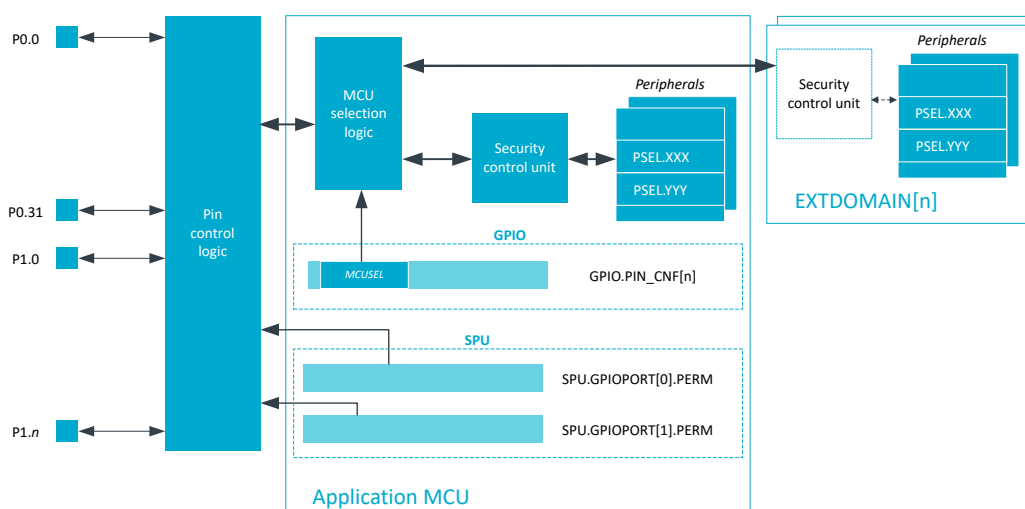 P0.0
P0.31
P1.0
P1.n
Pin
control
logic
MCU
selection
logic
Security
control unit
Peripherals
PSEL.XXX
PSEL.YYY
GPIO
MCUSEL
GPIO.PIN_CNF[n]
SPU
SPU.GPIOPORT[0].PERM
SPU.GPIOPORT[1].PERM
Application MCU
Peripherals
Security
control unit
PSEL.XXX
PSEL.YYY
EXTDOMAIN[n]